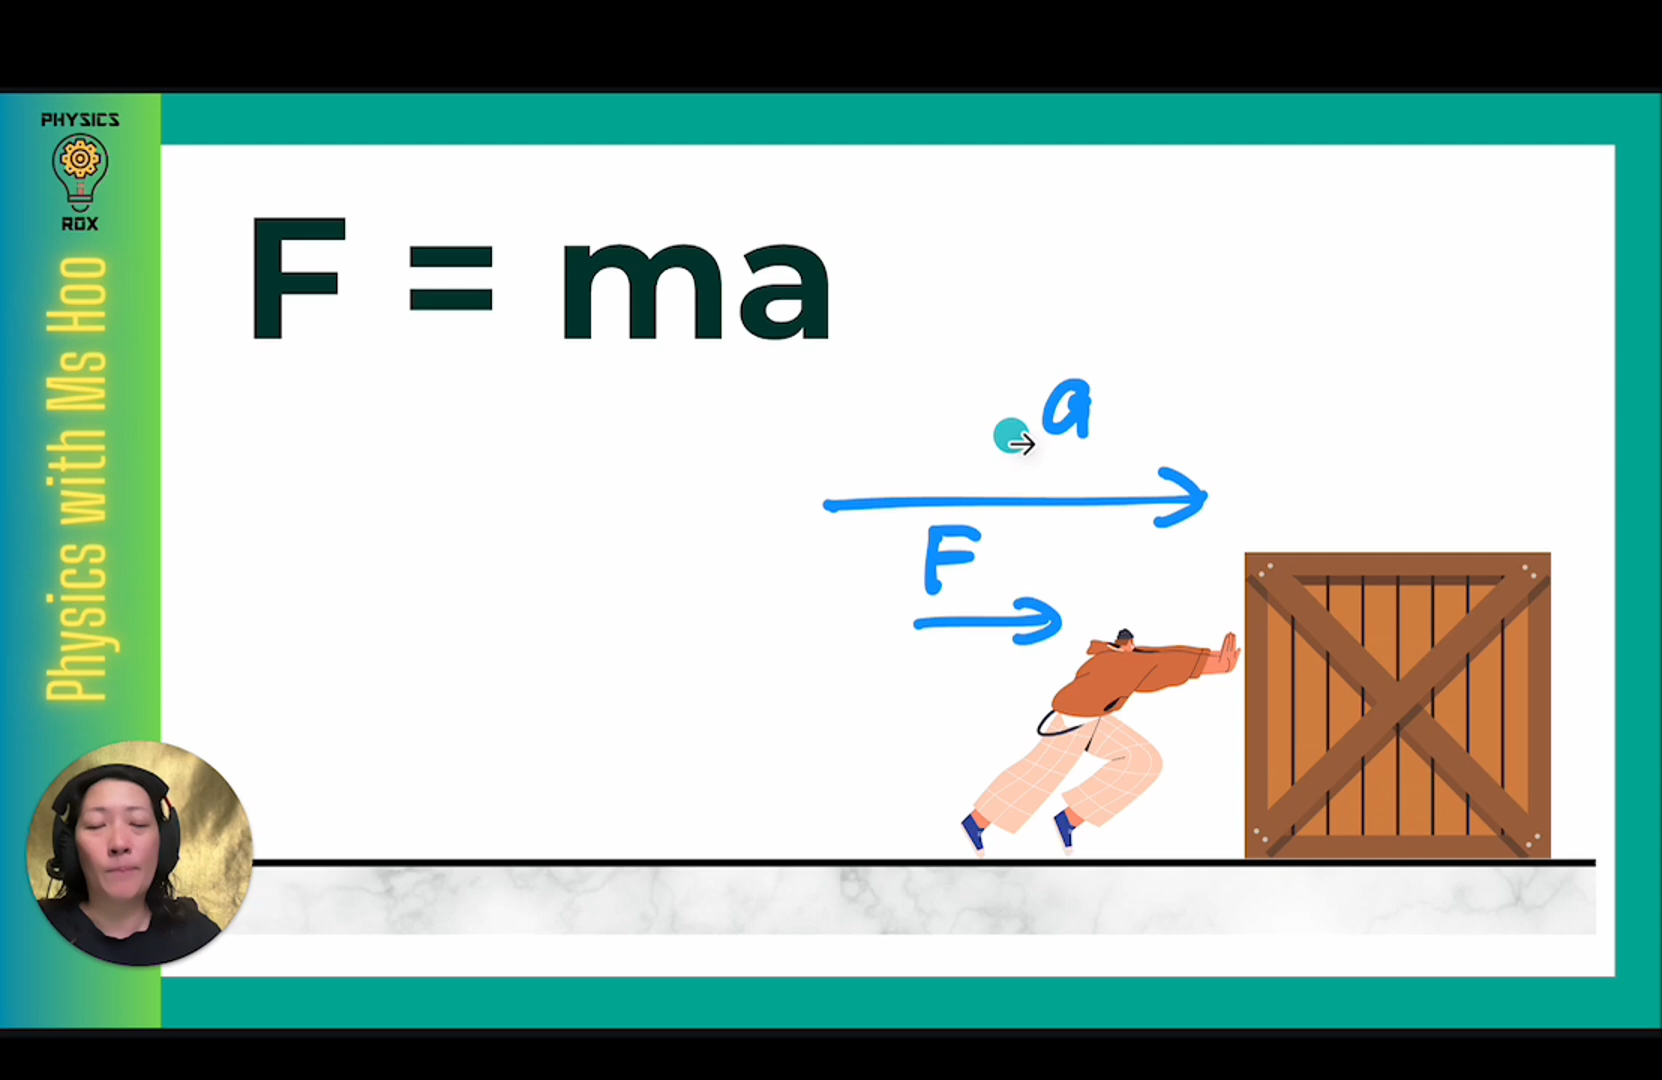 PHYSICS
ROX
Physics with Ms Hoo
F = ma
a
F